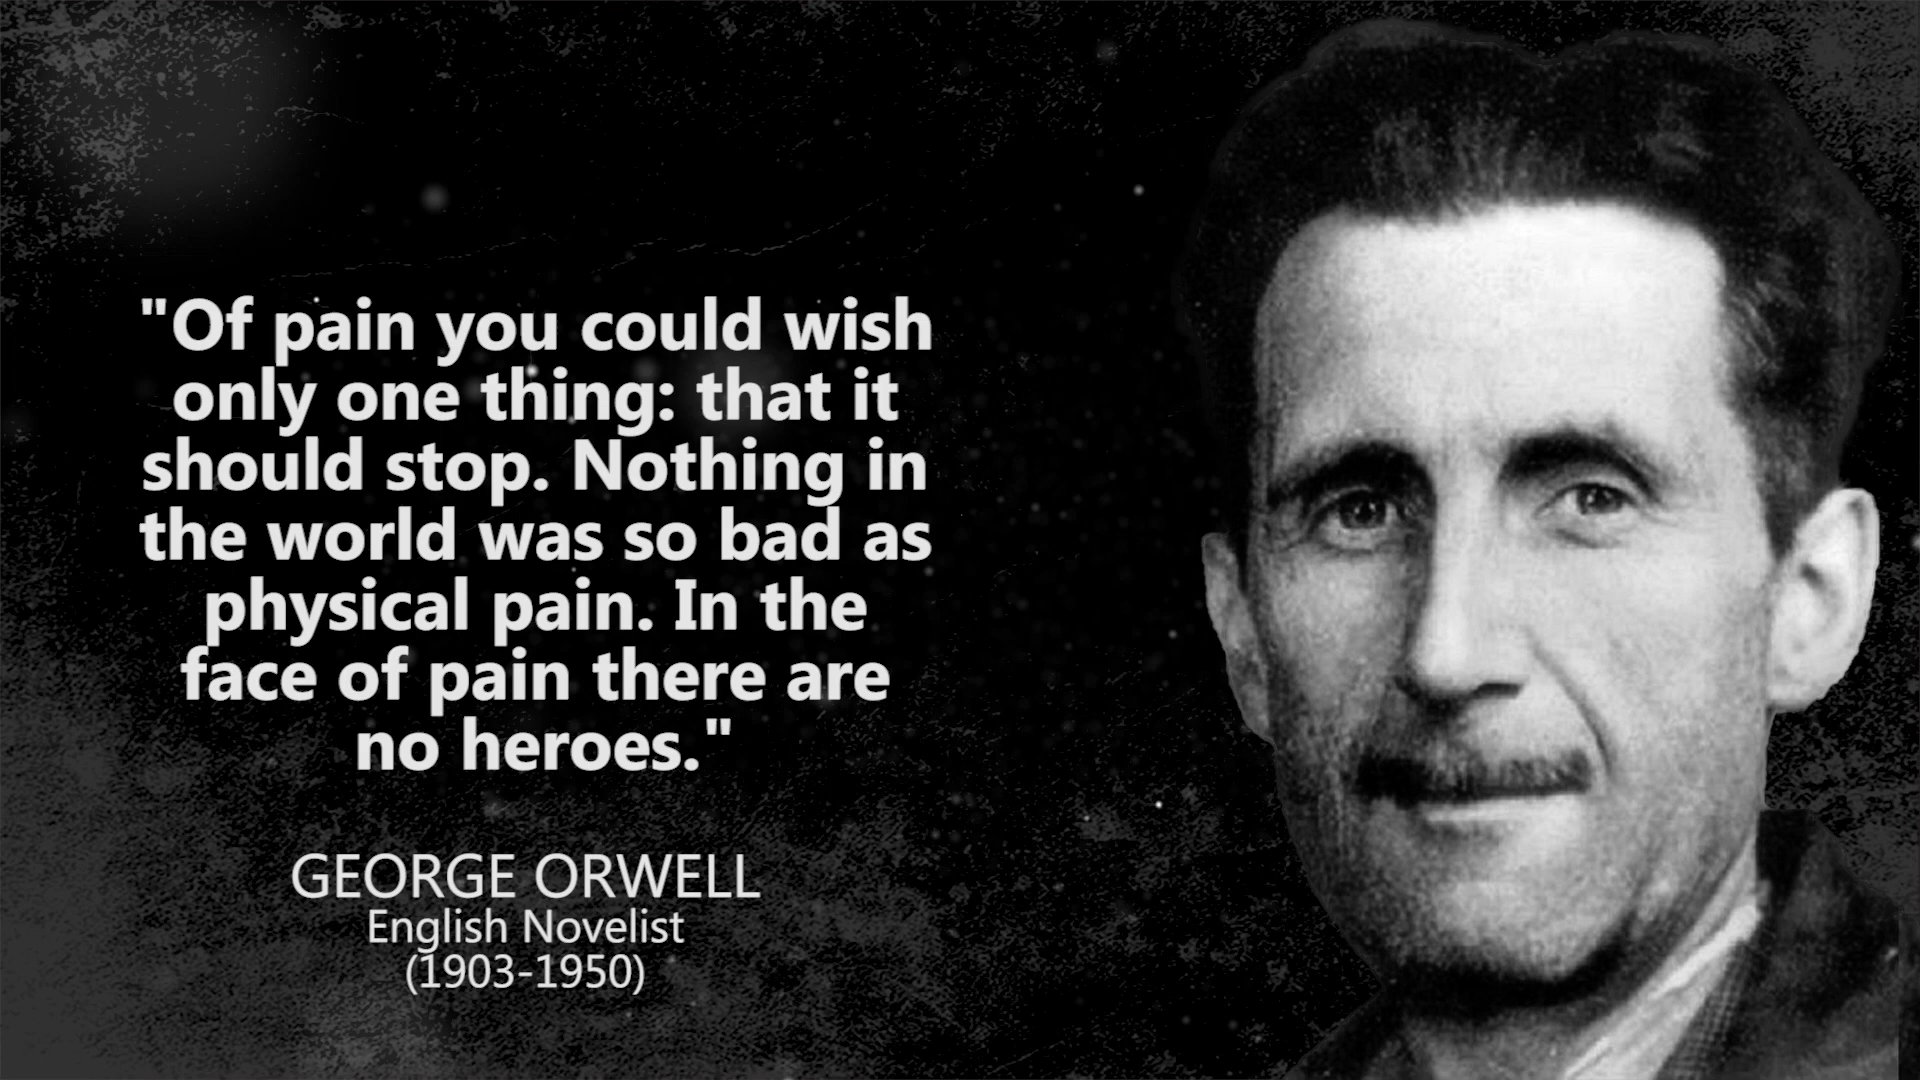 "Of pain you could wish
only one thing: that it
should stop. Nothing in
the world was so bad as
physical pain. In the
face of pain there are
no heroes."
GEORGE ORWELL
English Novelist
(1903-1950)